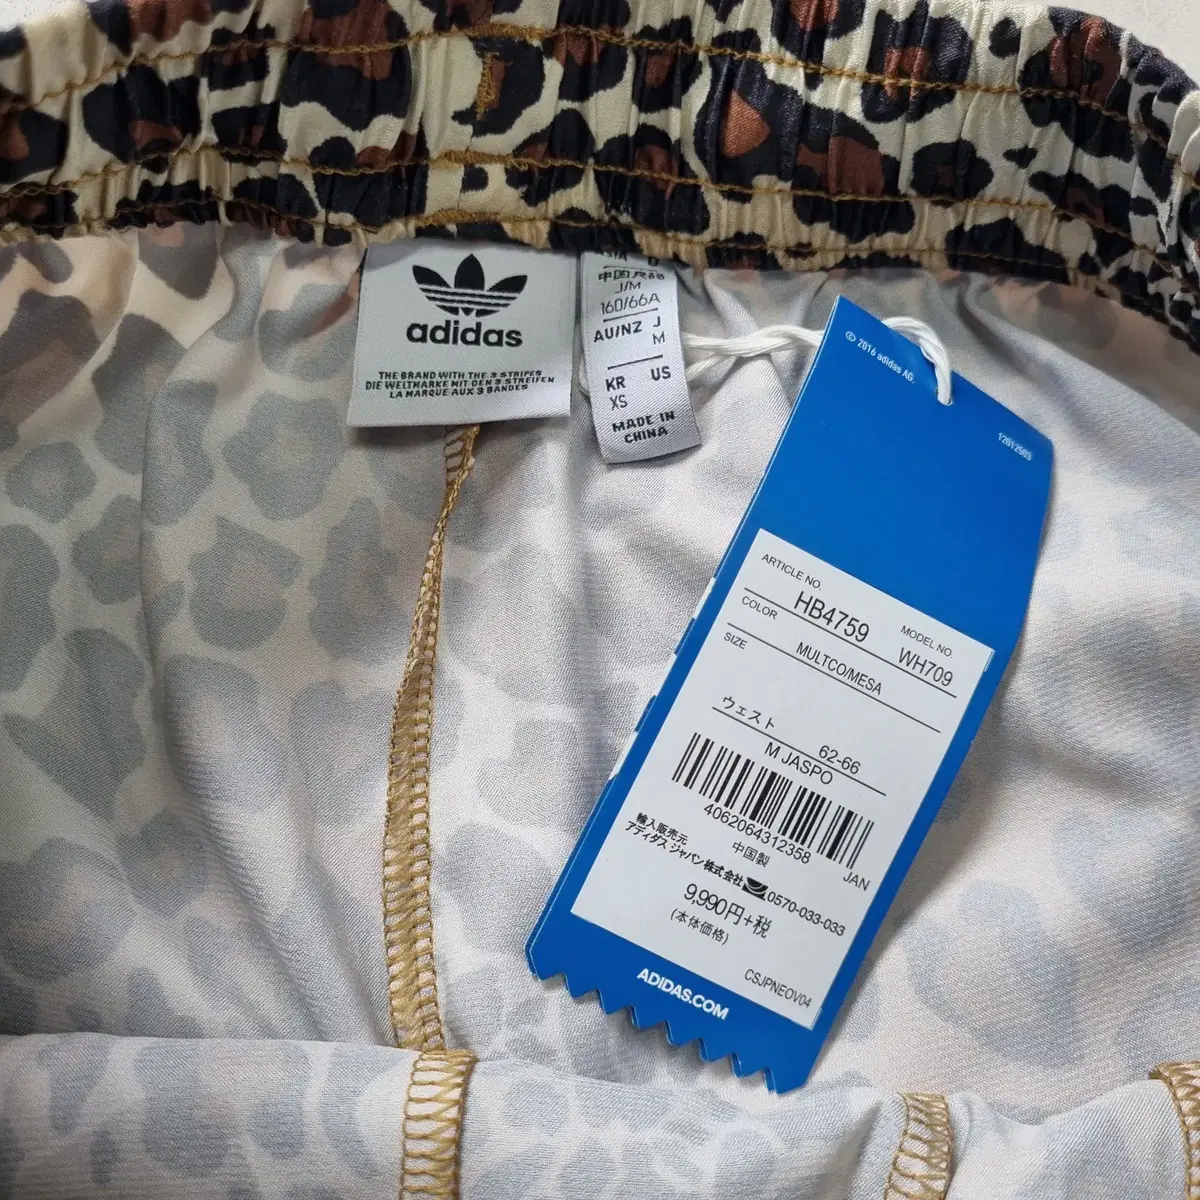 adidas
THE BRAND WITH THE 3 STRIPES
DIE WELTMARKE MIT DEN 3 STREIFEN
LA MARQUE AUX 3 BANDES
中国
J/M
160/66A
AU/NZ J
M
KR US
XS
MADE IN
CHINA
© 2016 adidas AG.
12012503
ARTICLE NO.
HB4759
MODEL NO
WH709
COLOR
MULTCO/MESA
SIZE
ウェスト 62-66
M JASPO
4062064312358
JAN
中国製
輸入販売元
アディダス ジャパン株式会社 0570-033-033
9,990円+税
(本体価格)
CSJPNEOV04
ADIDAS.COM